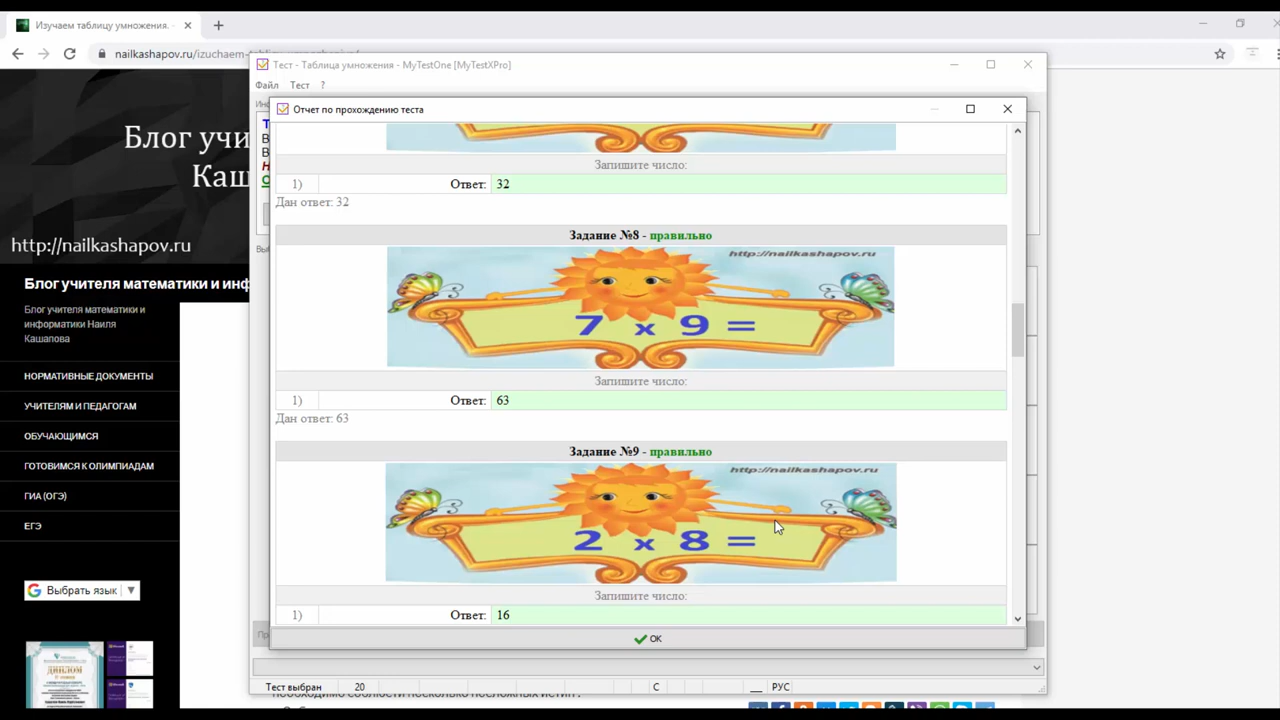 Изучаем таблицу умножения. -
nailkashapov.ru/izuchaem-
Тест - Таблица умножения - MyTestOne [MyTestXPro]
Файл Тест ?
Отчет по прохождению теста
Блог учи
Каш
http://nailkashapov.ru
Запишите число:
1) Ответ: 32
Дан ответ: 32
Задание №8 - правильно
http://nailkashapov.ru
7 x 9 =
Запишите число:
1) Ответ: 63
Дан ответ: 63
Задание №9 - правильно
http://nailkashapov.ru
2 x 8 =
Запишите число:
1) Ответ: 16
OK
Тест выбран 20 С РУС
Блог учителя математики и инф
Блог учителя математики и
информатики Наиля
Кашапова
НОРМАТИВНЫЕ ДОКУМЕНТЫ
УЧИТЕЛЯМ И ПЕДАГОГАМ
ОБУЧАЮЩИМСЯ
ГОТОВИМСЯ К ОЛИМПИАДАМ
ГИА (ОГЭ)
ЕГЭ
Выбрать язык
ДИПЛОМ